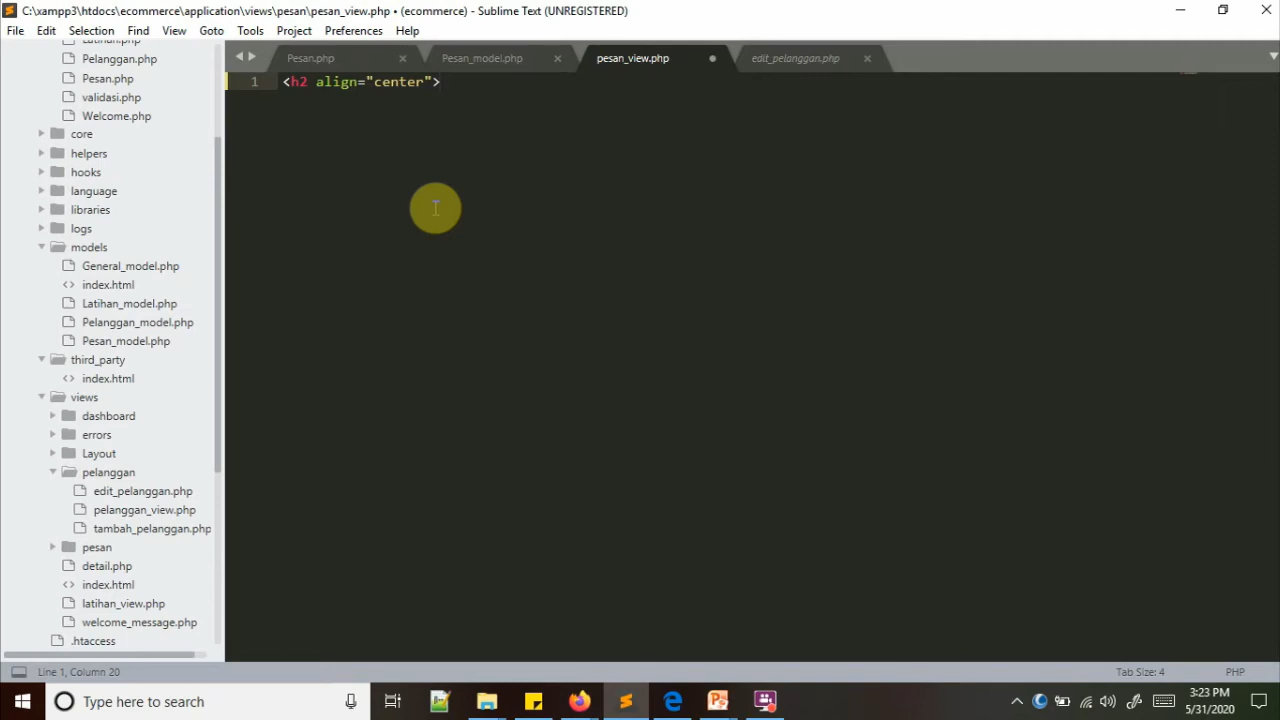 C:\xampp3\htdocs\ecommerce\application\views\pesan\pesan_view.php • (ecommerce) - Sublime Text (UNREGISTERED)
File Edit Selection Find View Goto Tools Project Preferences Help
Pesan.php Pesan_model.php pesan_view.php edit_pelanggan.php
Latihan.php
Pelanggan.php
Pesan.php
validasi.php
Welcome.php
core
helpers
hooks
language
libraries
logs
models
General_model.php
index.html
Latihan_model.php
Pelanggan_model.php
Pesan_model.php
third_party
index.html
views
dashboard
errors
Layout
pelanggan
edit_pelanggan.php
pelanggan_view.php
tambah_pelanggan.php
pesan
detail.php
index.html
latihan_view.php
welcome_message.php
.htaccess
1 <h2 align="center">
Line 1, Column 20 Tab Size: 4 PHP
Type here to search
3:23 PM
5/31/2020